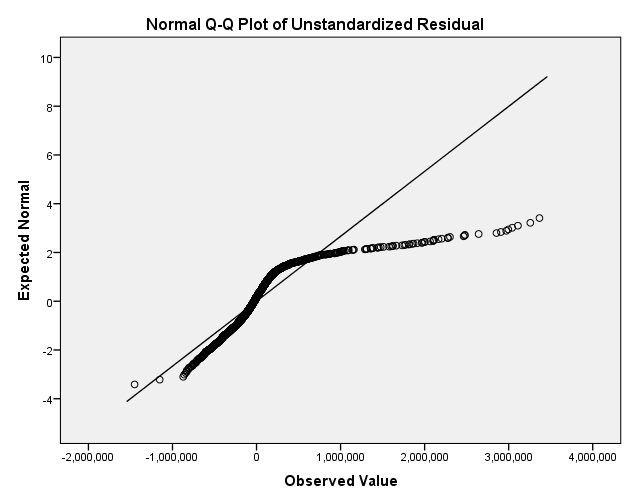 Normal Q-Q Plot of Unstandardized Residual
10
8
6
4
2
0
-2
-4
Expected Normal
-2,000,000 -1,000,000 0 1,000,000 2,000,000 3,000,000 4,000,000
Observed Value